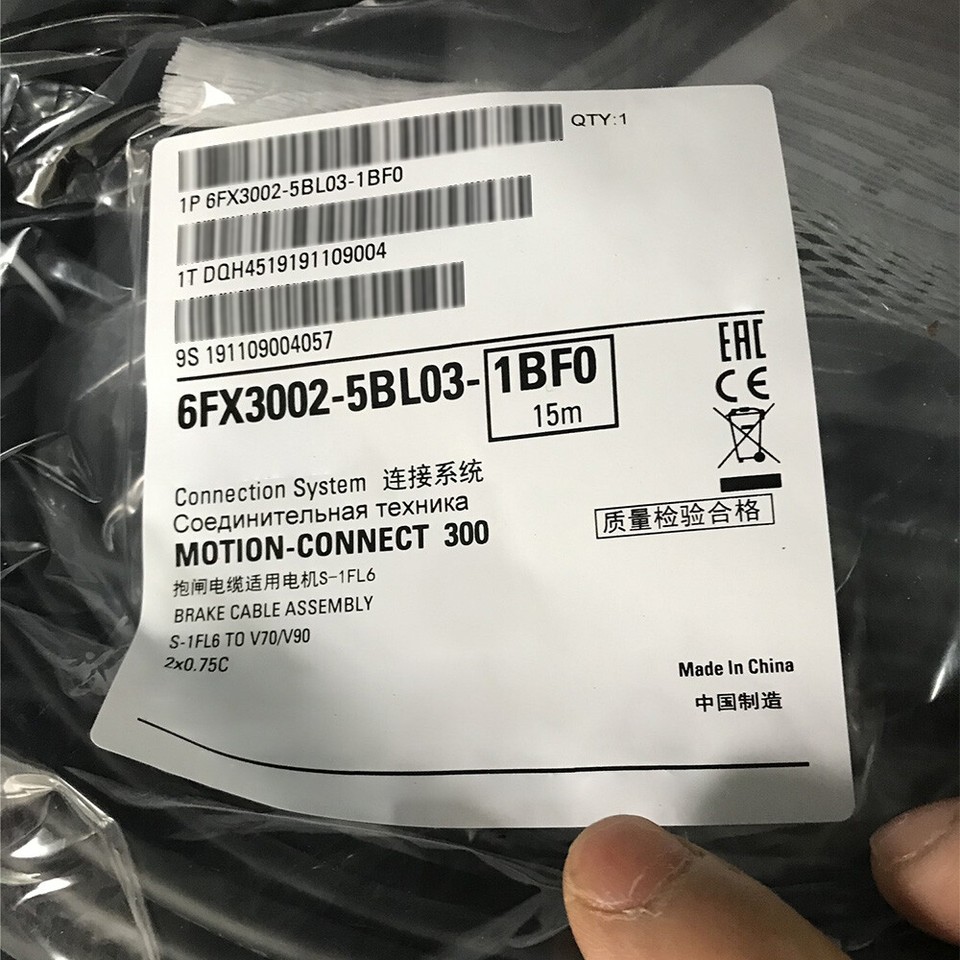 QTY:1
1P 6FX3002-5BL03-1BF0
1T DQH4519191109004
9S 191109004057
6FX3002-5BL03-1BF0
15m
EAC
CE
Connection System 连接系统
Соединительная техника
质量检验合格
MOTION-CONNECT 300
抱闸电缆适用电机S-1FL6
BRAKE CABLE ASSEMBLY
S-1FL6 TO V70/V90
2x0.75C
Made In China
中国制造